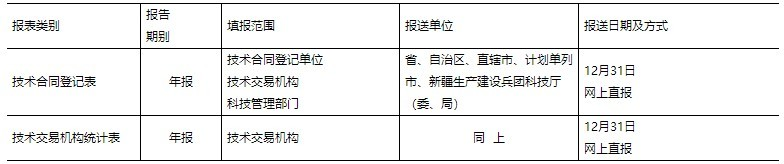 报表类别
报告
期别
填报范围
报送单位
报送日期及方式
技术合同登记表
年报
技术合同登记单位
技术交易机构
科技管理部门
省、自治区、直辖市、计划单列
市、新疆生产建设兵团科技厅
（委、局）
12月31日
网上直报
技术交易机构统计表
年报
技术交易机构
同 上
12月31日
网上直报